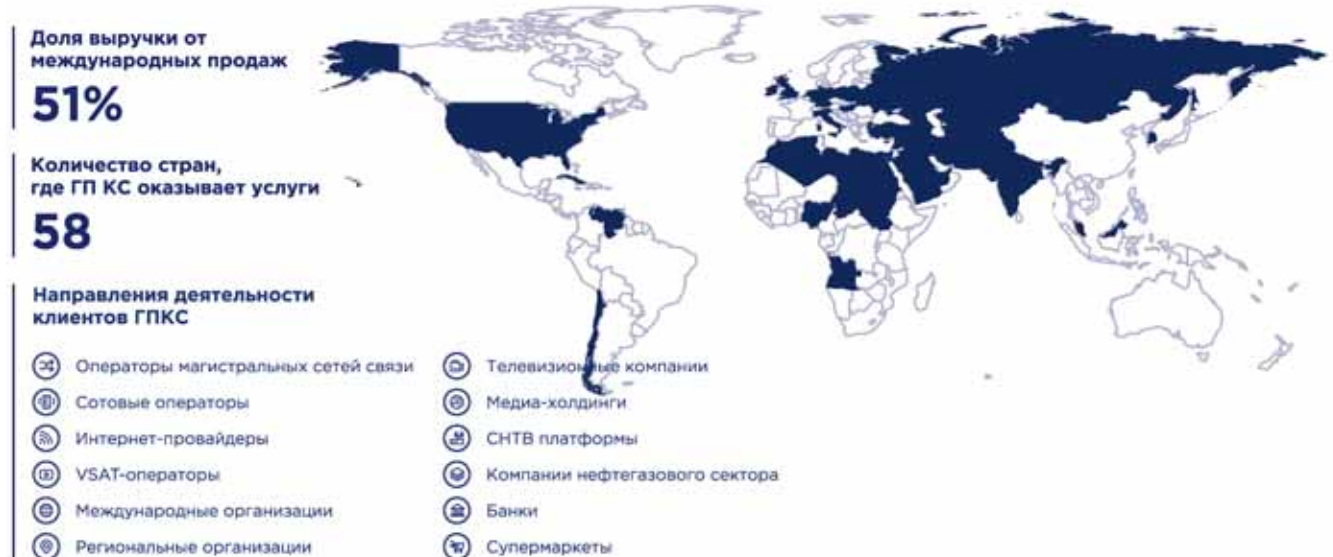 Доля выручки от
международных продаж
51%
Количество стран,
где ГП КС оказывает услуги
58
Направления деятельности
клиентов ГПКС
Операторы магистральных сетей связи
Сотовые операторы
Интернет-провайдеры
VSAT-операторы
Международные организации
Региональные организации
Телевизионные компании
Медиа-холдинги
СНТВ платформы
Компании нефтегазового сектора
Банки
Супермаркеты